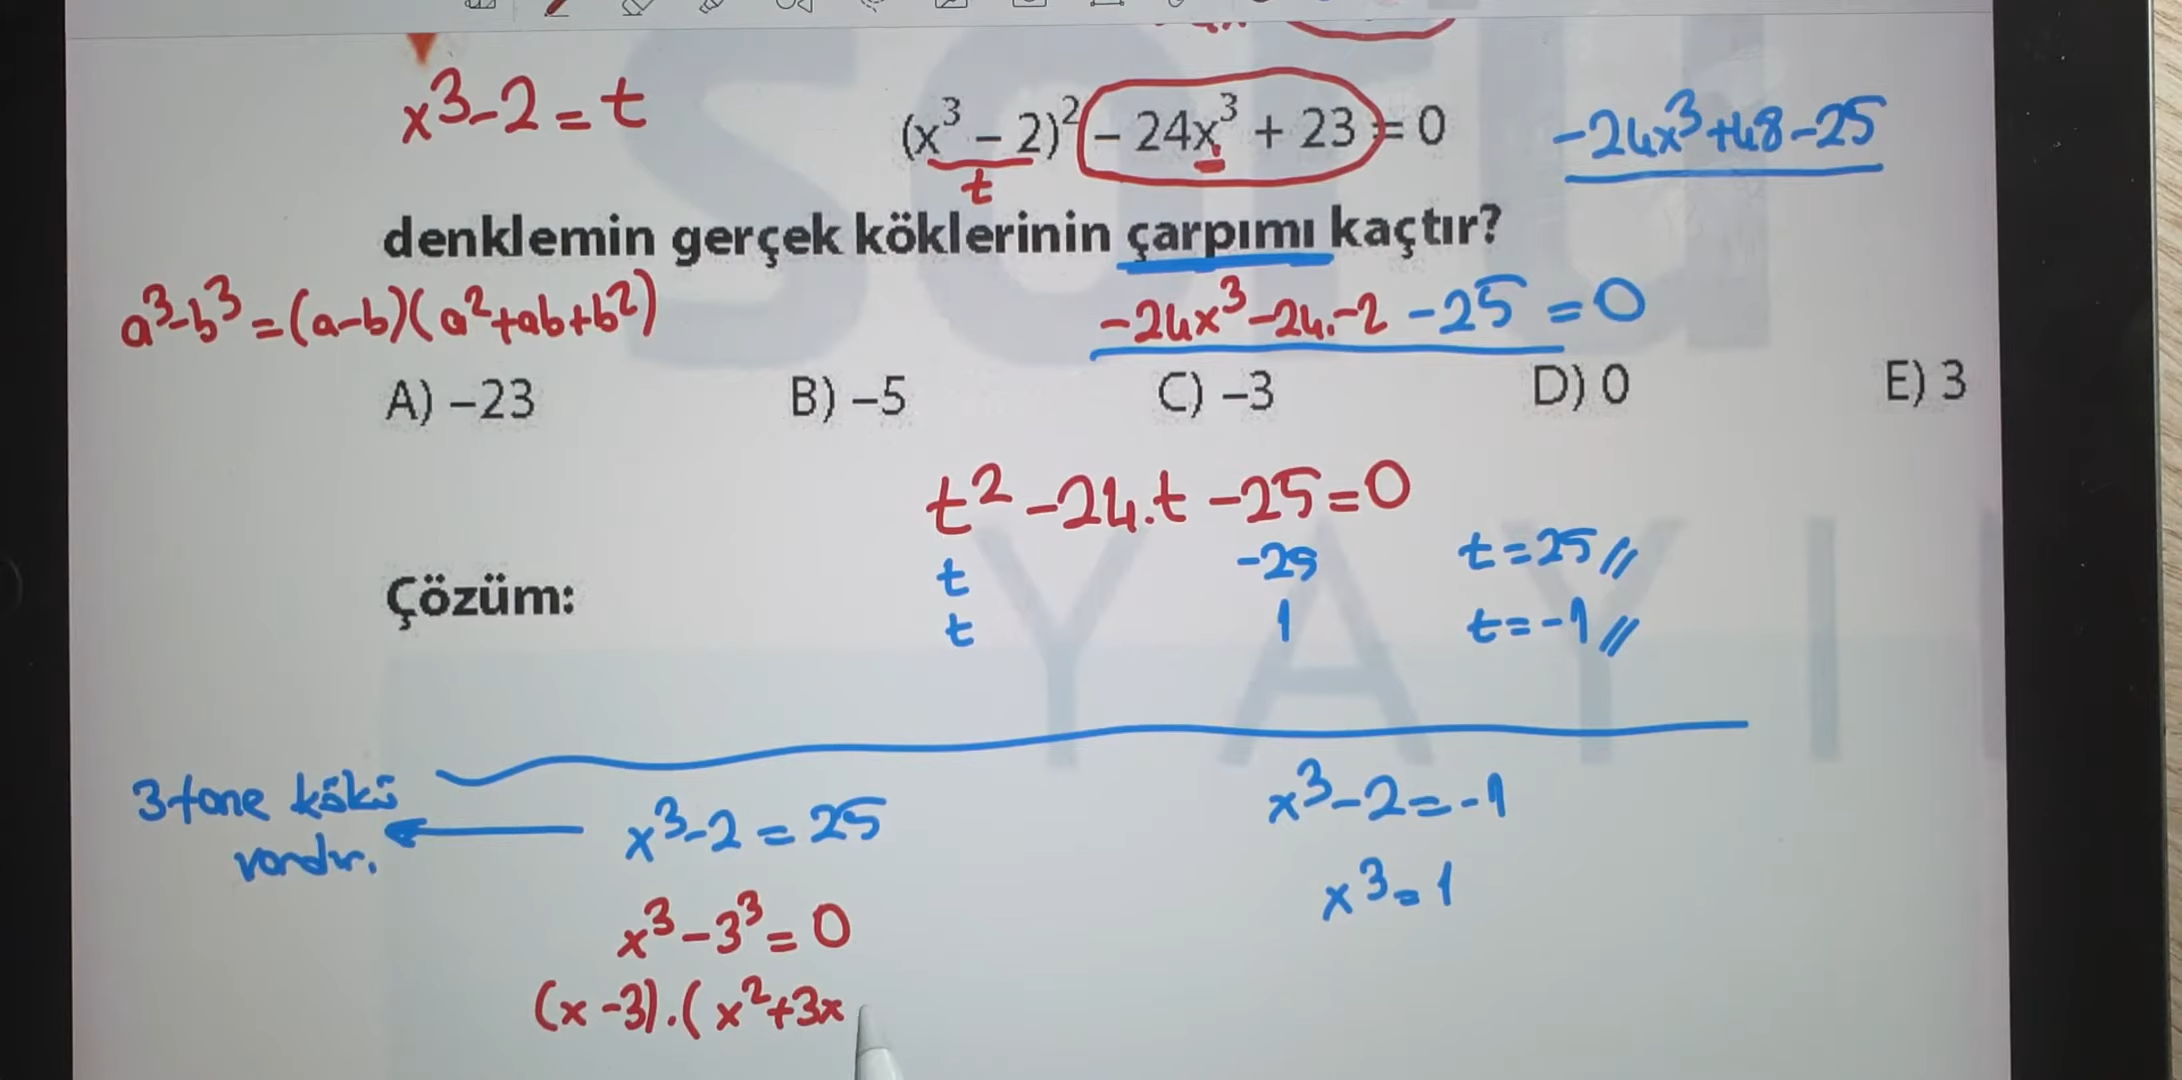 x³-2=t
(x³ – 2)² – 24x³ + 23 = 0
t
-24x³+48-25
denklemin gerçek köklerinin çarpımı kaçtır?
a³-b³=(a-b)(a²+ab+b²)
-24x³-24.-2 -25 =0
A) –23 B) –5 C) –3 D) 0 E) 3
t²-24.t-25=0
t -25 t=25//
Çözüm:
t 1 t=-1//
3 tane kökü
vardır.
x³-2=25
x³-2=-1
x³=1
x³-3³=0
(x-3).(x²+3x
soru
YAYI